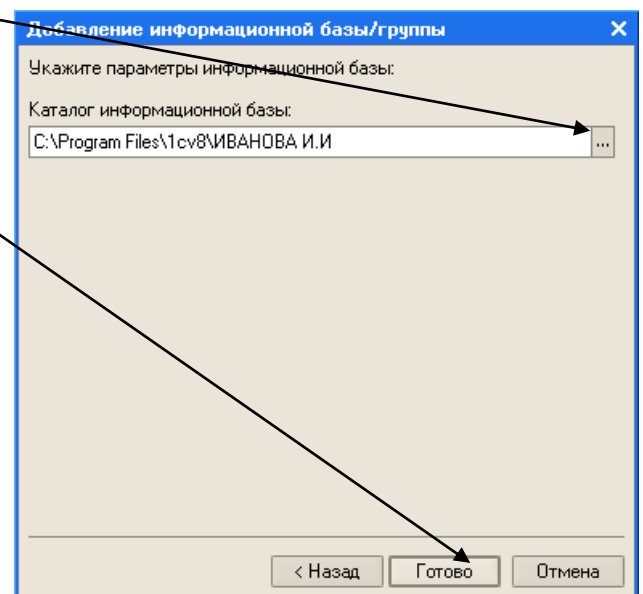 Добавление информационной базы/группы
Укажите параметры информационной базы:
Каталог информационной базы:
C:\Program Files\1cv8\ИВАНОВА И.И ...
< Назад Готово Отмена